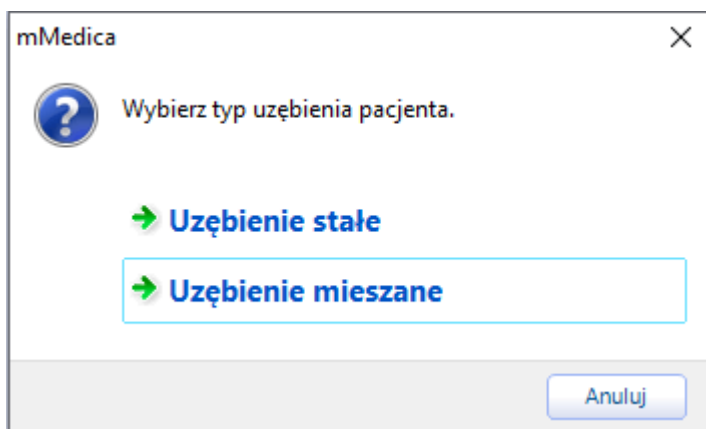 mMedica
Wybierz typ uzębienia pacjenta.
Uzębienie stałe
Uzębienie mieszane
Anuluj